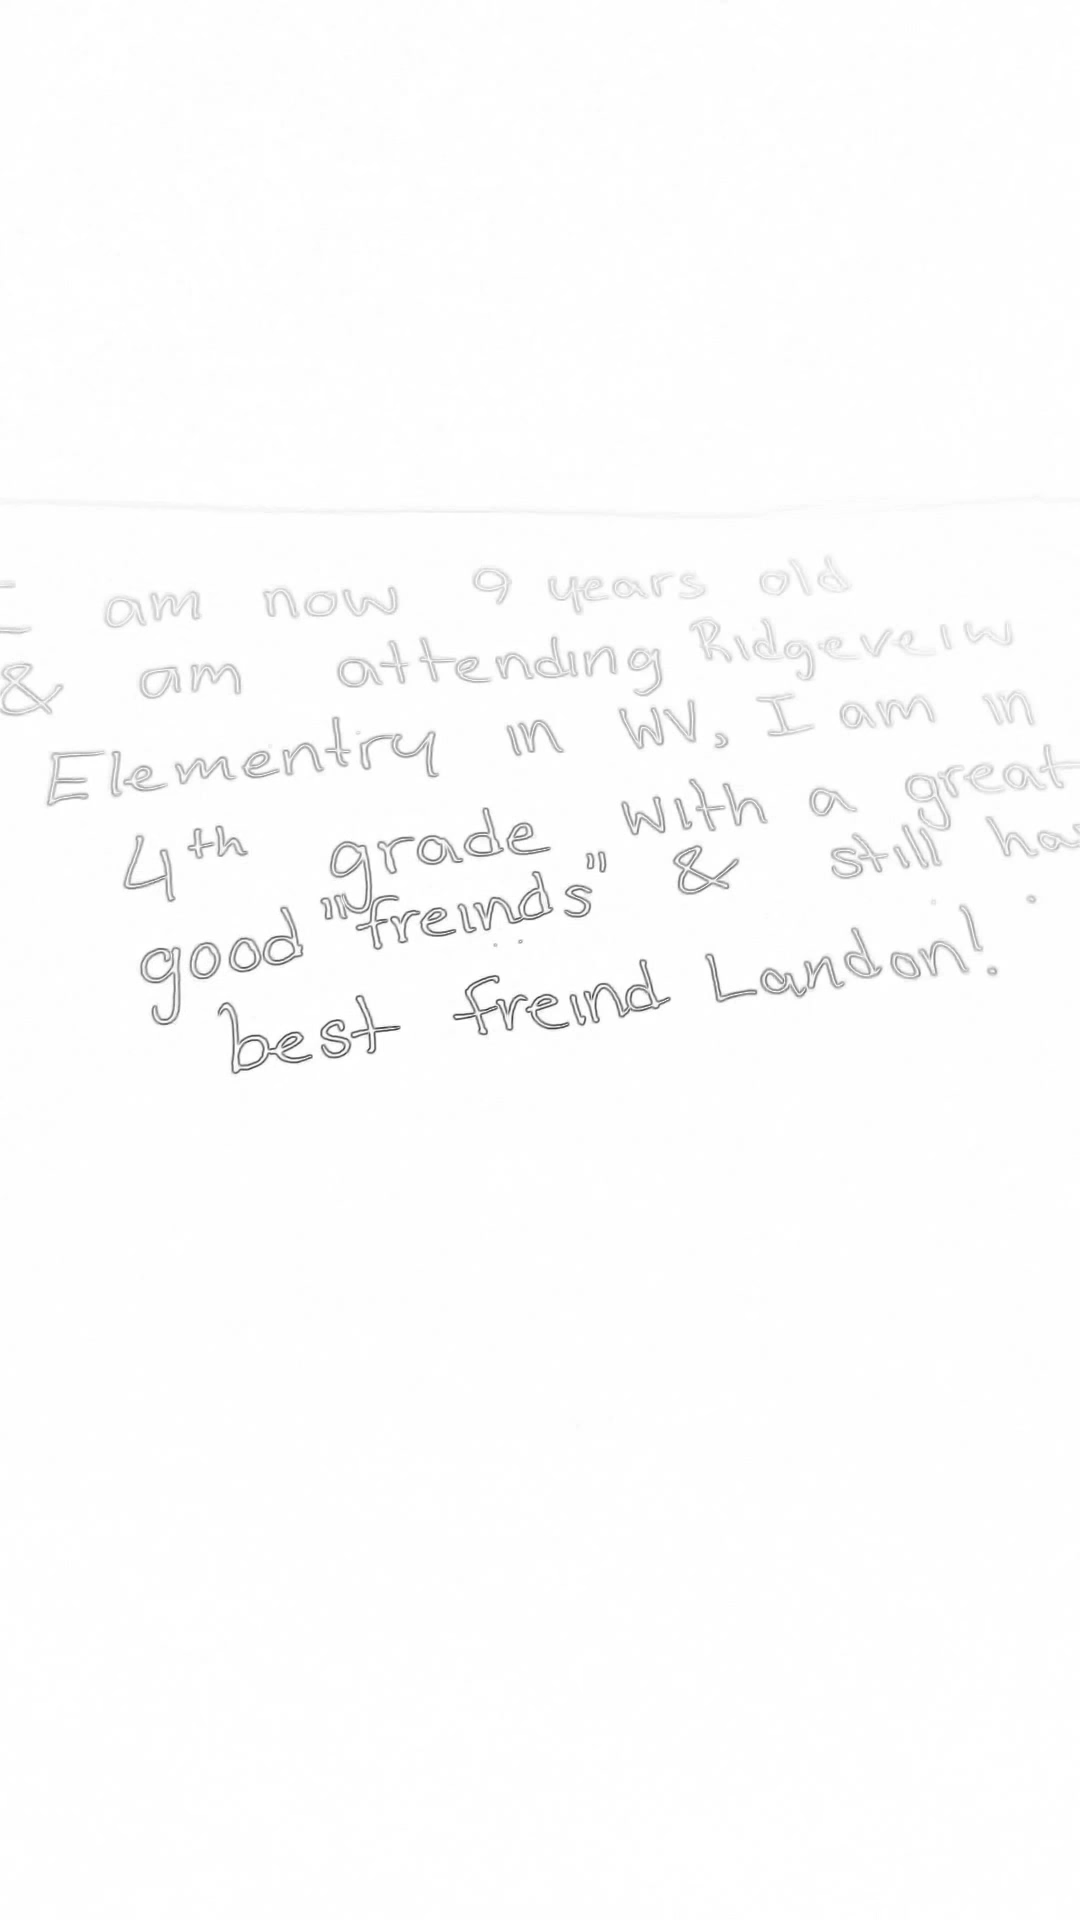 I am now 9 years old
& am attending Ridgeveiw
Elementry in WV, I am in
4th grade with a great
good "freinds" & still
best freind Landon!